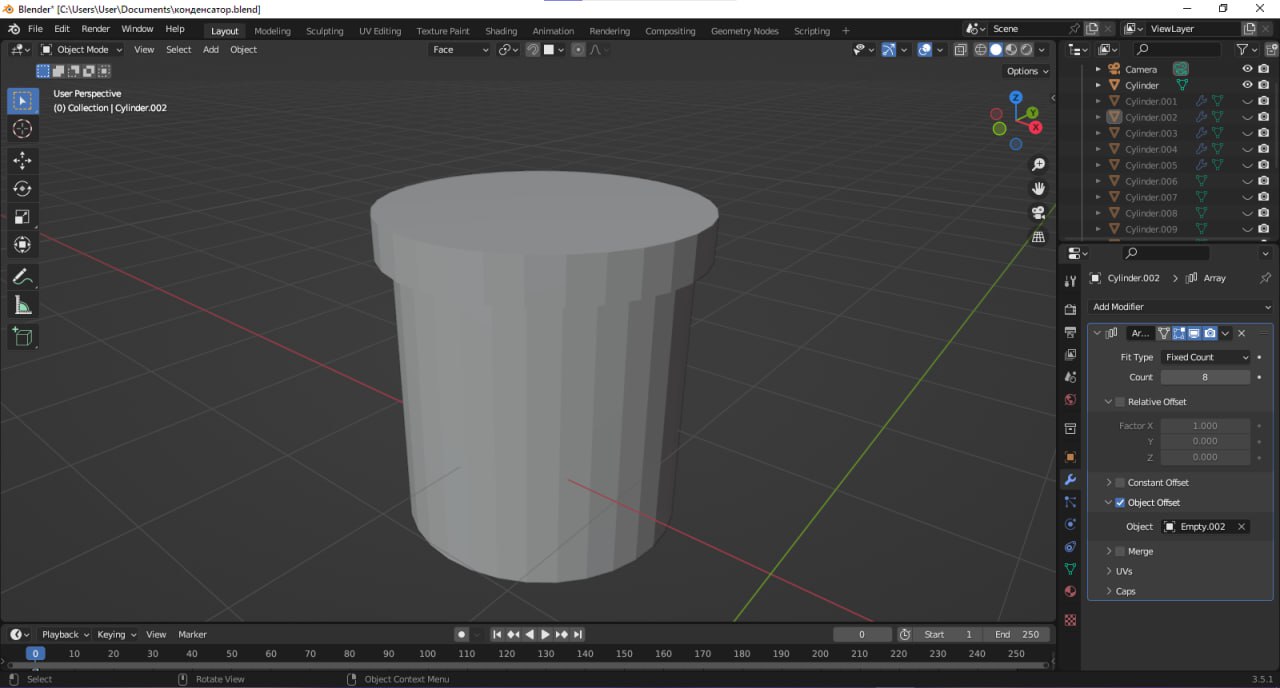 Blender* [C:\Users\User\Documents\конденсатор.blend]
File Edit Render Window Help Layout Modeling Sculpting UV Editing Texture Paint Shading Animation Rendering Compositing Geometry Nodes Scripting + Scene ViewLayer
Object Mode View Select Add Object Face
Options
User Perspective
(0) Collection | Cylinder.002
Z
Y
X
Camera
Cylinder
Cylinder.001
Cylinder.002
Cylinder.003
Cylinder.004
Cylinder.005
Cylinder.006
Cylinder.007
Cylinder.008
Cylinder.009
Cylinder.002 > Array
Add Modifier
Ar...
Fit Type Fixed Count
Count 8
Relative Offset
Factor X 1.000
Y 0.000
Z 0.000
Constant Offset
Object Offset
Object Empty.002
Merge
UVs
Caps
Playback Keying View Marker 0 Start 1 End 250
0 10 20 30 40 50 60 70 80 90 100 110 120 130 140 150 160 170 180 190 200 210 220 230 240 250
Select Rotate View Object Context Menu 3.5.1